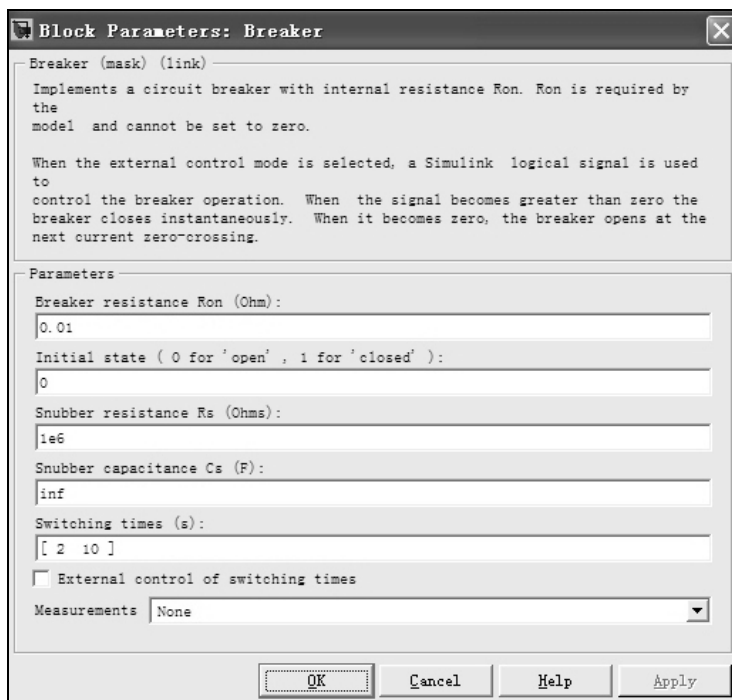 Block Parameters: Breaker
Breaker (mask) (link)
Implements a circuit breaker with internal resistance Ron. Ron is required by
the
model and cannot be set to zero.
When the external control mode is selected, a Simulink logical signal is used
to
control the breaker operation. When the signal becomes greater than zero the
breaker closes instantaneously. When it becomes zero, the breaker opens at the
next current zero-crossing.
Parameters
Breaker resistance Ron (Ohm):
0.01
Initial state ( 0 for 'open' , 1 for 'closed' ):
0
Snubber resistance Rs (Ohms):
1e6
Snubber capacitance Cs (F):
inf
Switching times (s):
[ 2 10 ]
External control of switching times
Measurements None
OK Cancel Help Apply